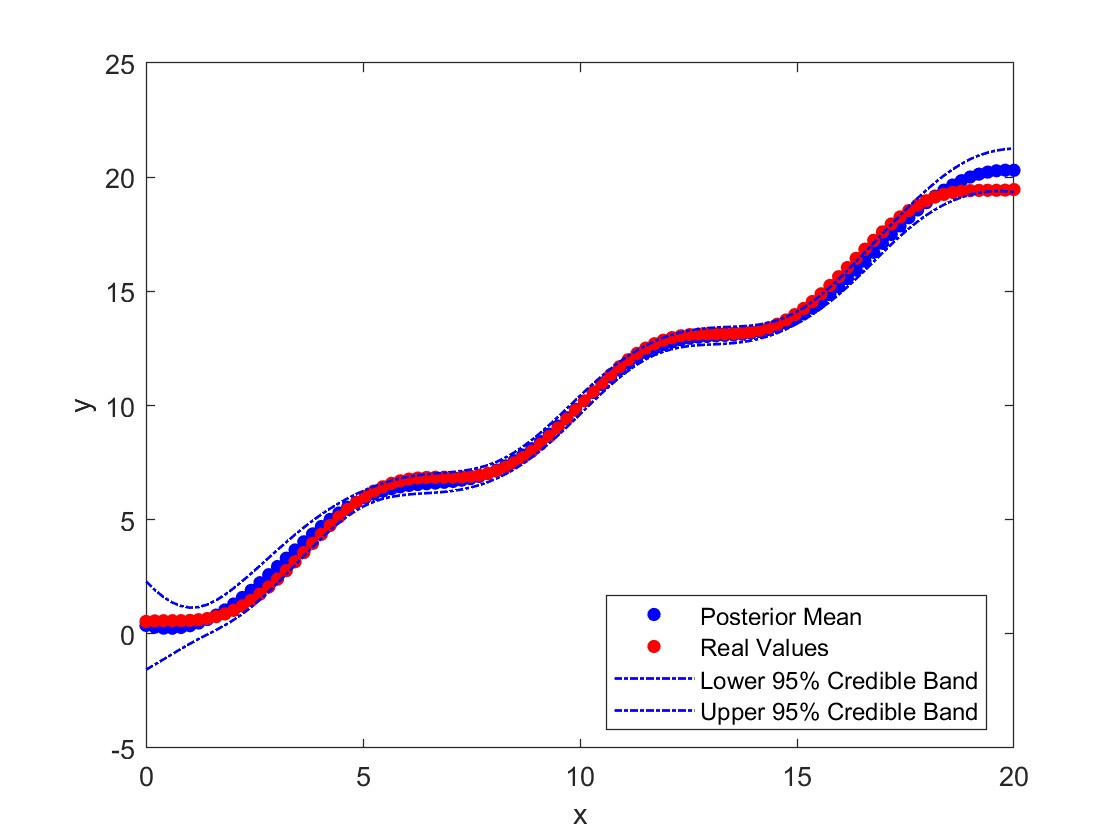 25
20
15
10
5
0
-5
y
0 5 10 15 20
x
Posterior Mean
Real Values
Lower 95% Credible Band
Upper 95% Credible Band